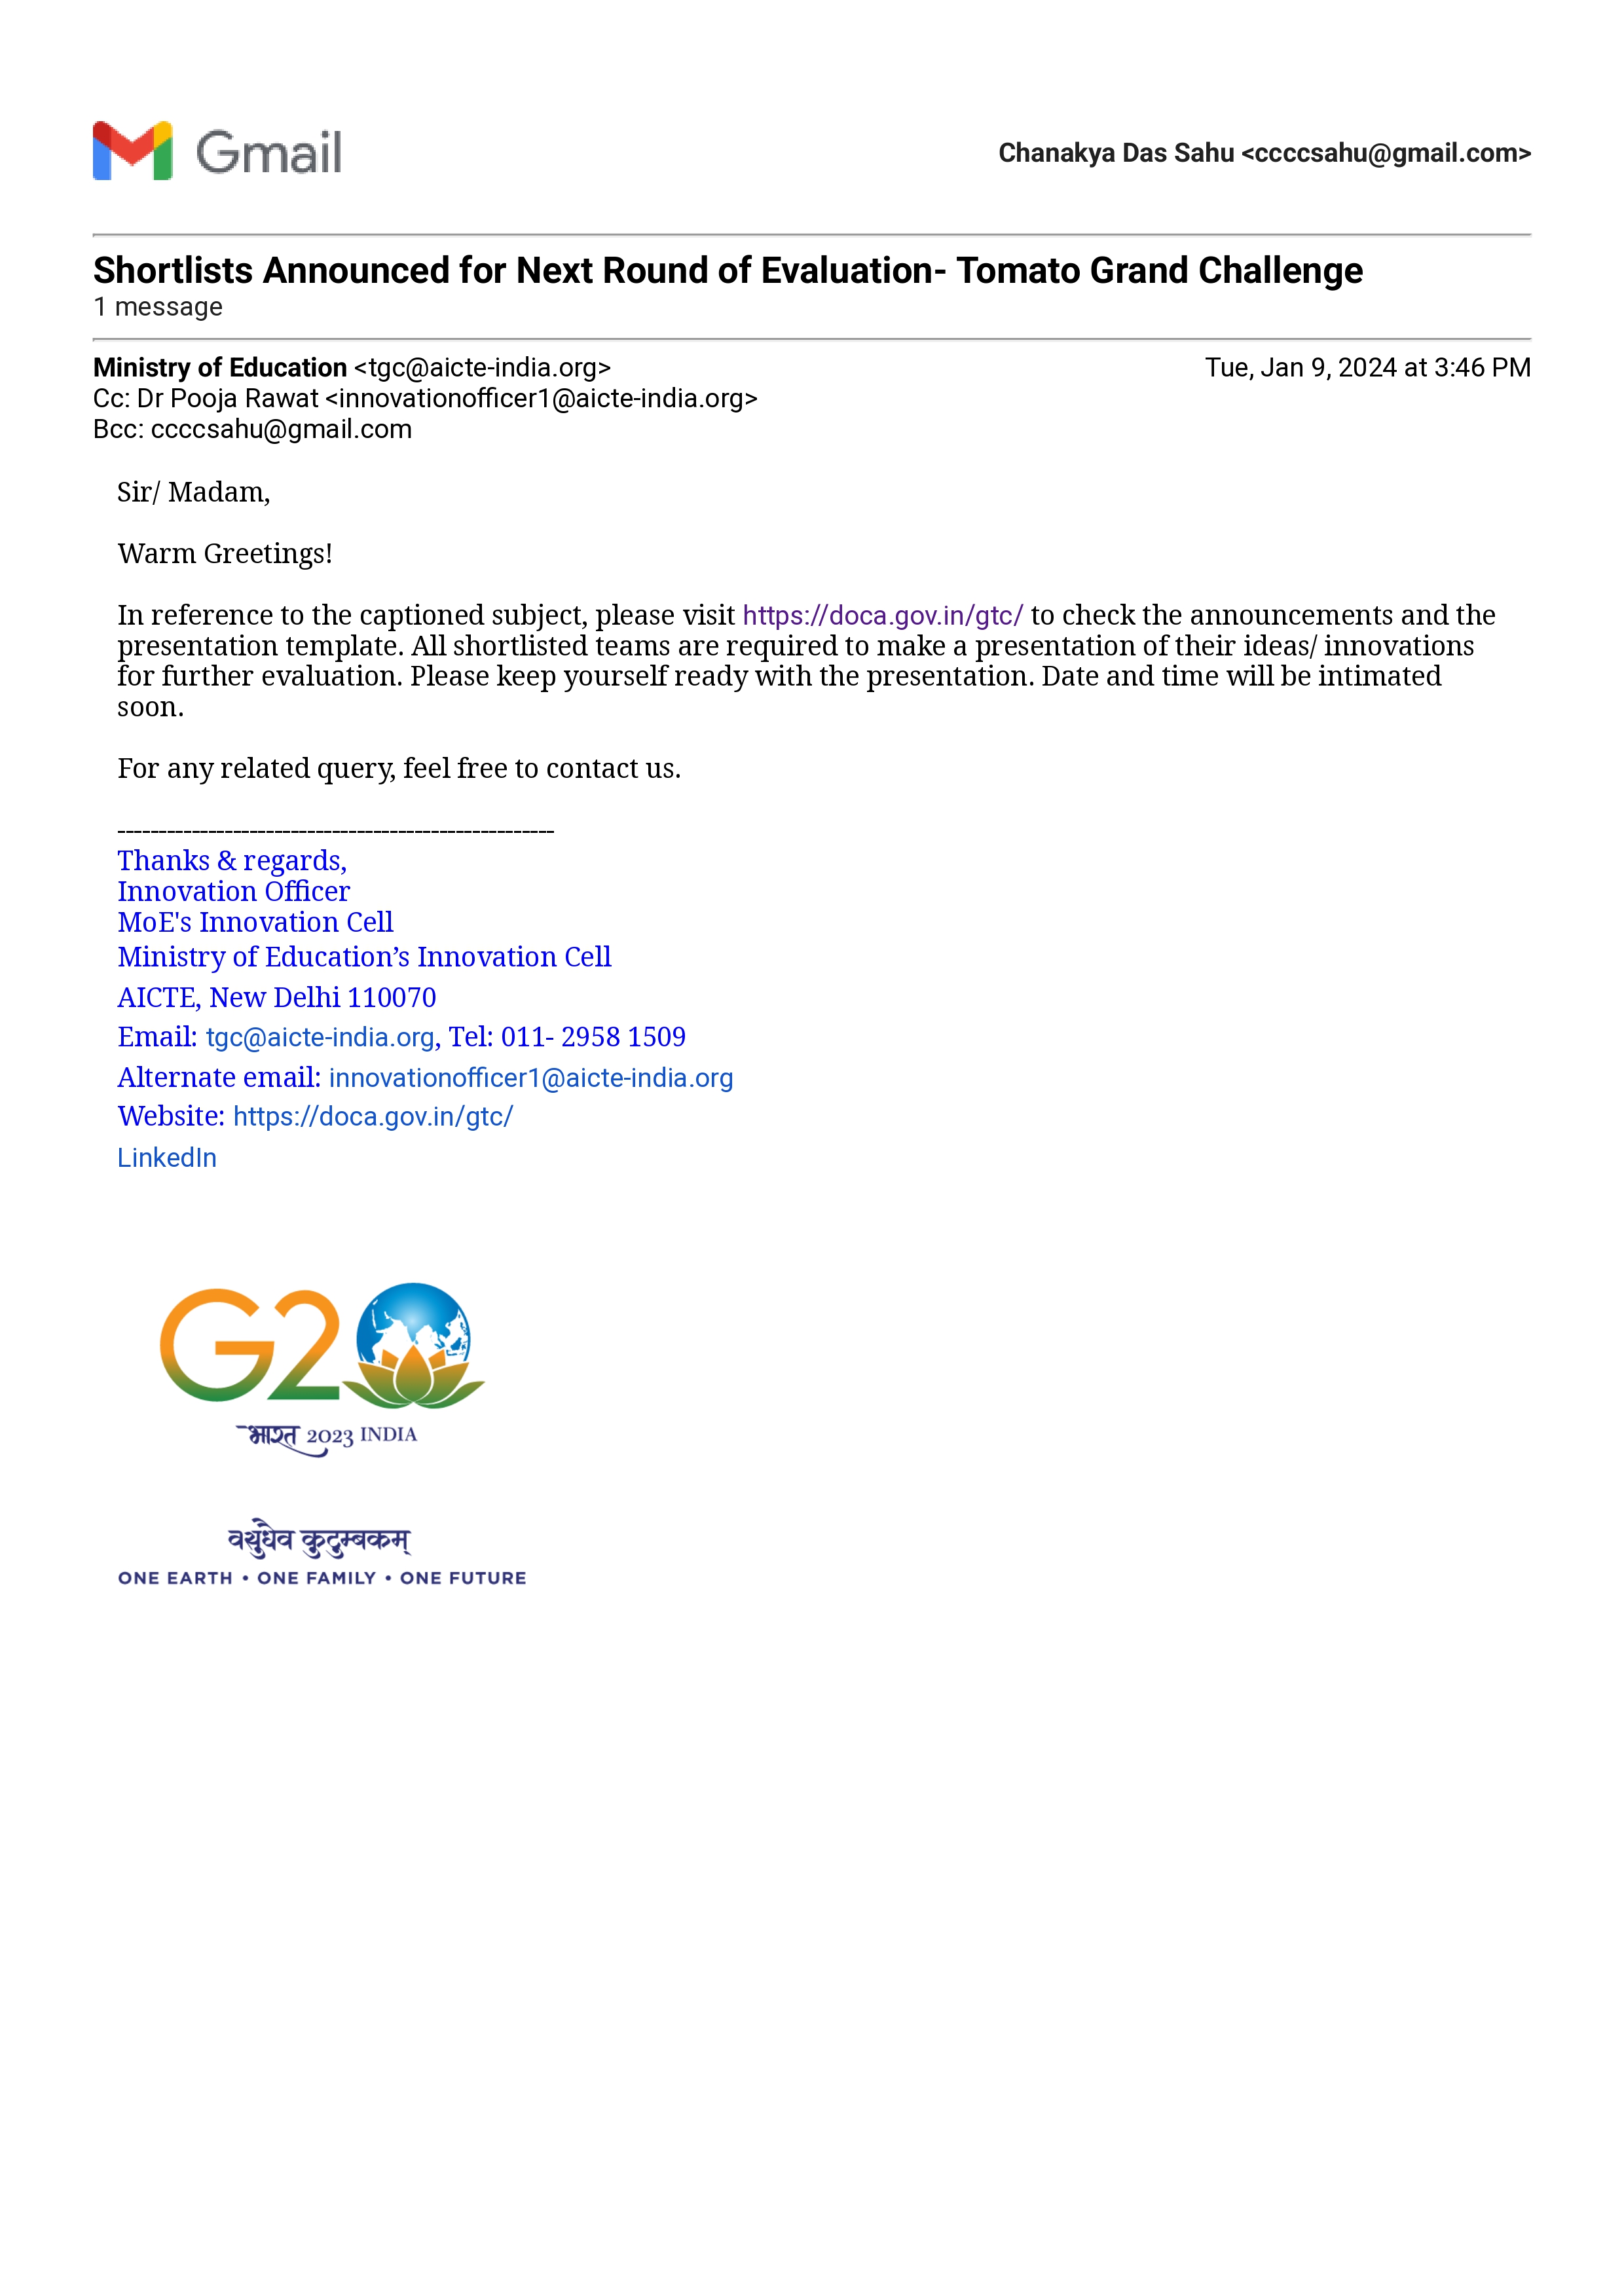 Gmail
Chanakya Das Sahu <ccccsahu@gmail.com>
Shortlists Announced for Next Round of Evaluation- Tomato Grand Challenge
1 message
Ministry of Education <tgc@aicte-india.org>
Tue, Jan 9, 2024 at 3:46 PM
Cc: Dr Pooja Rawat <innovationofficer1@aicte-india.org>
Bcc: ccccsahu@gmail.com
Sir/ Madam,
Warm Greetings!
In reference to the captioned subject, please visit https://doca.gov.in/gtc/ to check the announcements and the
presentation template. All shortlisted teams are required to make a presentation of their ideas/ innovations
for further evaluation. Please keep yourself ready with the presentation. Date and time will be intimated
soon.
For any related query, feel free to contact us.
-----------------------------------------------------
Thanks & regards,
Innovation Officer
MoE's Innovation Cell
Ministry of Education’s Innovation Cell
AICTE, New Delhi 110070
Email: tgc@aicte-india.org, Tel: 011- 2958 1509
Alternate email: innovationofficer1@aicte-india.org
Website: https://doca.gov.in/gtc/
LinkedIn
G20
भारत 2023 INDIA
वसुधैव कुटुम्बकम्
ONE EARTH • ONE FAMILY • ONE FUTURE